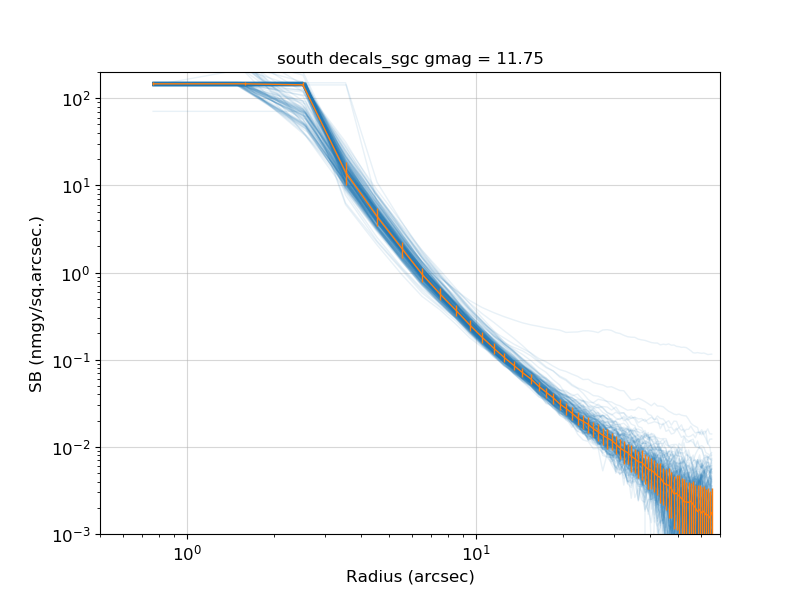 south decals_sgc gmag = 11.75
SB (nmgy/sq.arcsec.)
10²
10¹
10⁰
10⁻¹
10⁻²
10⁻³
10⁰ 10¹
Radius (arcsec)